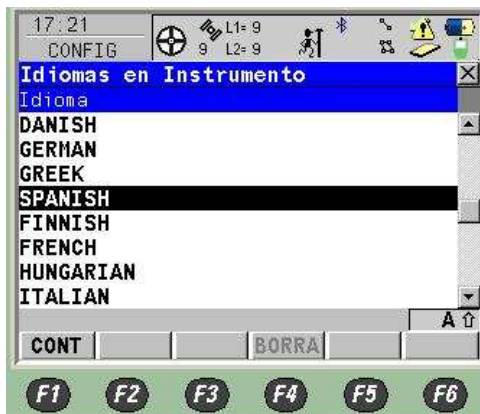 17:21
CONFIG
9
L1= 9
L2= 9
Idiomas en Instrumento
Idioma
DANISH
GERMAN
GREEK
SPANISH
FINNISH
FRENCH
HUNGARIAN
ITALIAN
A
CONT
BORRA
F1 F2 F3 F4 F5 F6